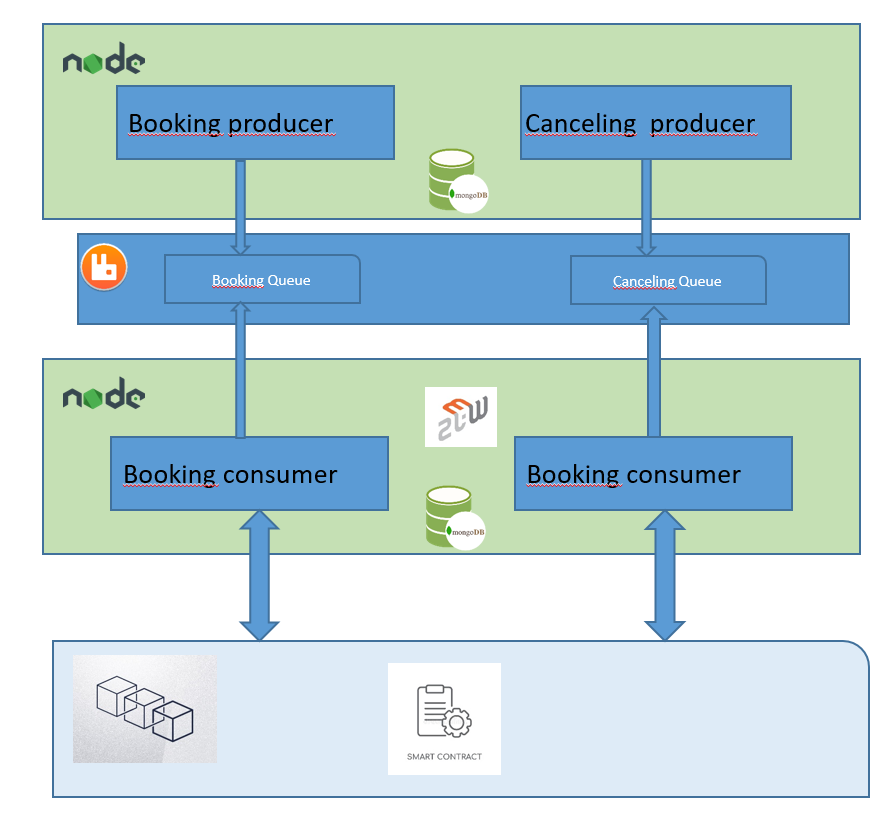 node
Booking producer
Canceling producer
mongoDB
Booking Queue
Canceling Queue
node
Booking consumer
Booking consumer
mongoDB
SMART CONTRACT